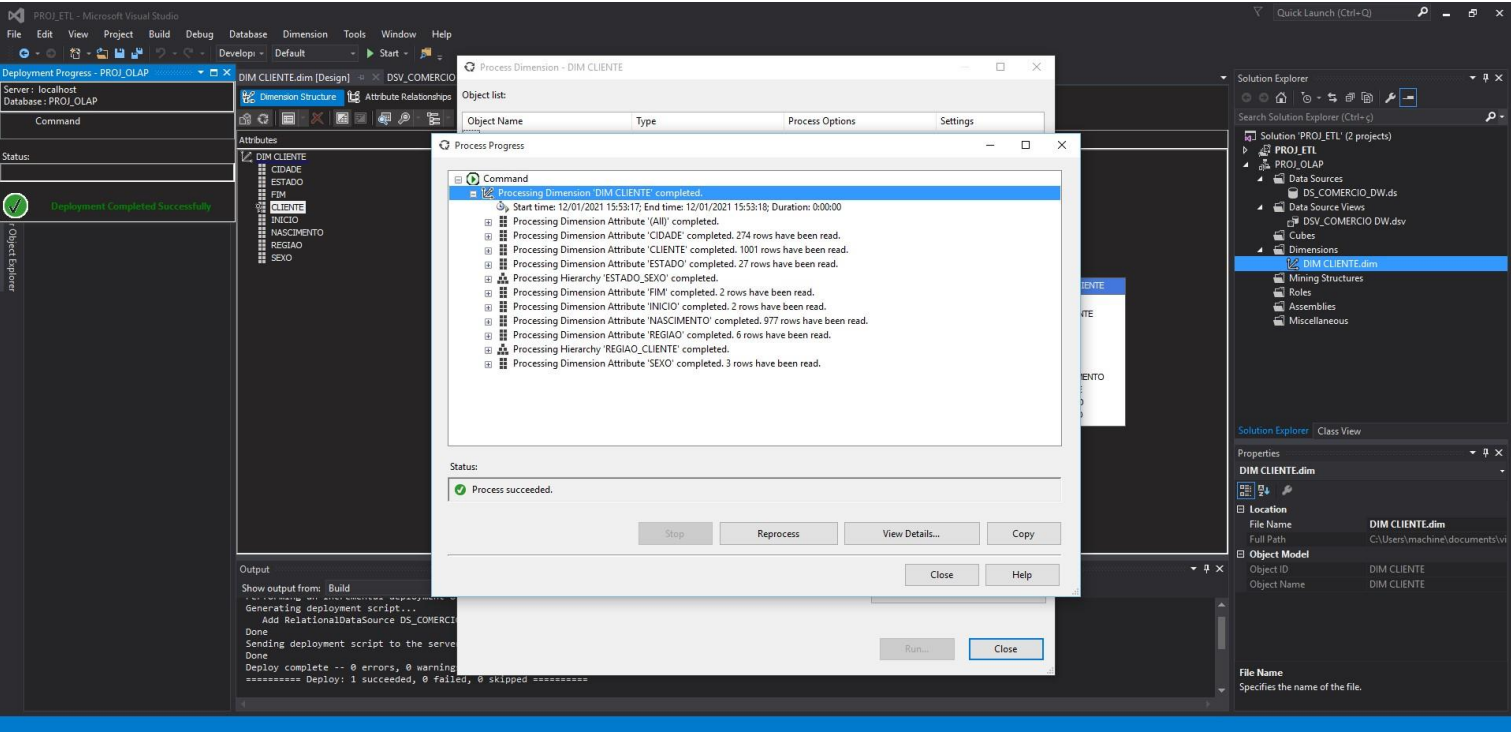 PROJ_ETL - Microsoft Visual Studio
Quick Launch (Ctrl+Q)
File Edit View Project Build Debug Database Dimension Tools Window Help
Develop Default Start
Deployment Progress - PROJ_OLAP
Server: localhost
Database: PROJ_OLAP
Command
Status:
Deployment Completed Successfully
Object Explorer
DIM CLIENTE.dim [Design] DSV_COMERCIO
Dimension Structure Attribute Relationships
Attributes
DIM CLIENTE
CIDADE
ESTADO
FIM
CLIENTE
INICIO
NASCIMENTO
REGIAO
SEXO
Process Dimension - DIM CLIENTE
Object list:
Object Name Type Process Options Settings
Process Progress
Command
Processing Dimension 'DIM CLIENTE' completed.
Start time: 12/01/2021 15:53:17; End time: 12/01/2021 15:53:18; Duration: 0:00:00
Processing Dimension Attribute '(All)' completed.
Processing Dimension Attribute 'CIDADE' completed. 274 rows have been read.
Processing Dimension Attribute 'CLIENTE' completed. 1001 rows have been read.
Processing Dimension Attribute 'ESTADO' completed. 27 rows have been read.
Processing Hierarchy 'ESTADO_SEXO' completed.
Processing Dimension Attribute 'FIM' completed. 2 rows have been read.
Processing Dimension Attribute 'INICIO' completed. 2 rows have been read.
Processing Dimension Attribute 'NASCIMENTO' completed. 977 rows have been read.
Processing Dimension Attribute 'REGIAO' completed. 6 rows have been read.
Processing Hierarchy 'REGIAO_CLIENTE' completed.
Processing Dimension Attribute 'SEXO' completed. 3 rows have been read.
Status:
Process succeeded.
Stop Reprocess View Details... Copy
Close Help
Run... Close
IENTE
NTE
MENTO
Output
Show output from: Build
Generating deployment script...
Add RelationalDataSource DS_COMERCI
Done
Sending deployment script to the serve
Done
Deploy complete -- 0 errors, 0 warning
========== Deploy: 1 succeeded, 0 failed, 0 skipped ==========
Solution Explorer
Search Solution Explorer (Ctrl+ç)
Solution 'PROJ_ETL' (2 projects)
PROJ_ETL
PROJ_OLAP
Data Sources
DS_COMERCIO_DW.ds
Data Source Views
DSV_COMERCIO DW.dsv
Cubes
Dimensions
DIM CLIENTE.dim
Mining Structures
Roles
Assemblies
Miscellaneous
Solution Explorer Class View
Properties
DIM CLIENTE.dim
Location
File Name DIM CLIENTE.dim
Full Path C:\Users\machine\documents\vi
Object Model
Object ID DIM CLIENTE
Object Name DIM CLIENTE
File Name
Specifies the name of the file.